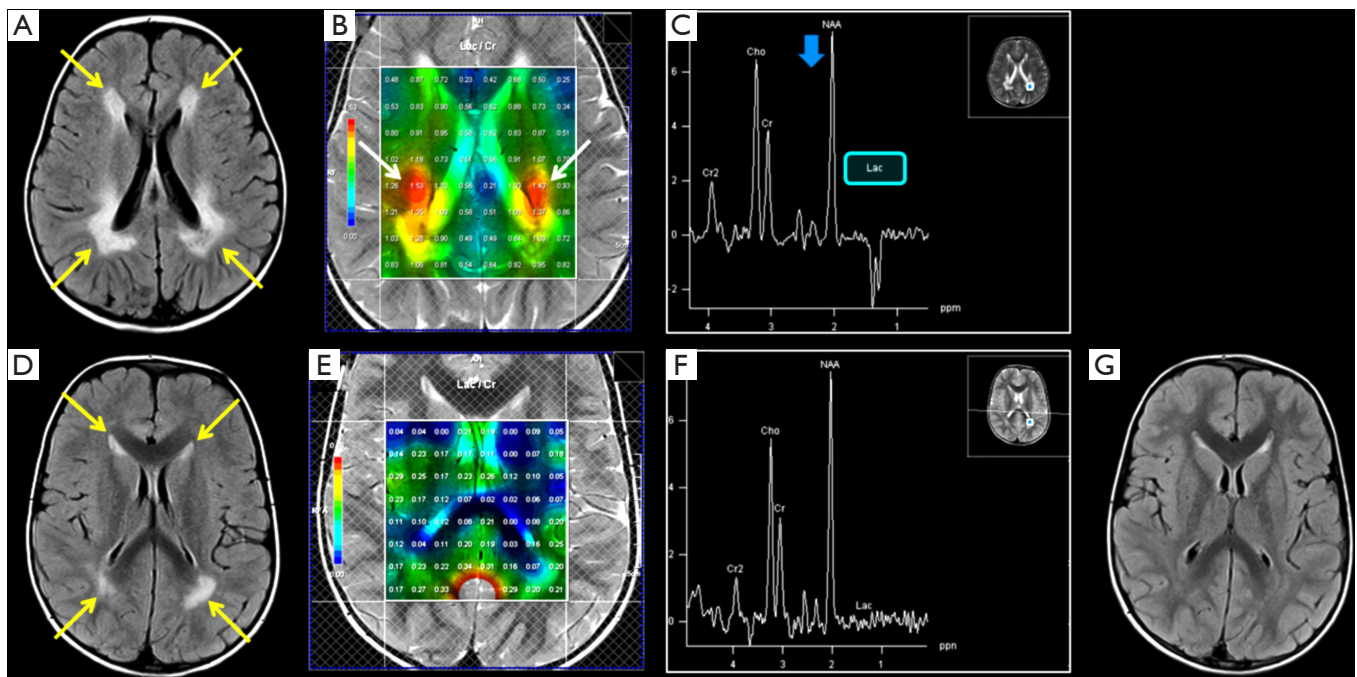 A
B
Lac / Cr
0.48 0.87 0.72 0.23 0.42 0.68 0.50 0.25
0.53 0.83 0.90 0.56 0.62 0.88 0.73 0.34
0.80 0.91 0.95 0.58 0.83 0.87 0.51
1.02 1.18 0.73 0.35 0.56 0.91 1.07
1.26 1.53 0.21 1.43 0.93
1.21 1.09 0.58 0.51 1.37 0.86
1.03 1.28 0.90 0.49 0.49 0.84 1.09 0.72
0.83 1.06 0.81 0.54 0.64 0.92 0.95 0.82
0.00
C
NAA
Cho
Cr
Cr2
Lac
6
4
2
0
-2
4 3 2 1
ppm
D
E
Lac / Cr
0.04 0.04 0.00 0.21 0.19 0.00 0.09 0.05
0.14 0.23 0.17 0.17 0.11 0.00 0.07 0.18
0.29 0.25 0.23 0.26 0.12 0.05 0.06 0.12
0.23 0.17 0.12 0.07 0.02 0.02 0.06 0.07
0.11 0.10 0.12 0.08 0.21 0.00 0.08 0.20
0.12 0.04 0.11 0.20 0.19 0.03 0.16 0.25
0.17 0.22 0.74 0.34 0.31 0.16 0.07 0.20
0.17 0.27 0.33 0.29 0.20 0.21
0.00
F
NAA
Cho
Cr
Cr2
Lac
6
4
2
0
4 3 2 1
ppn
G